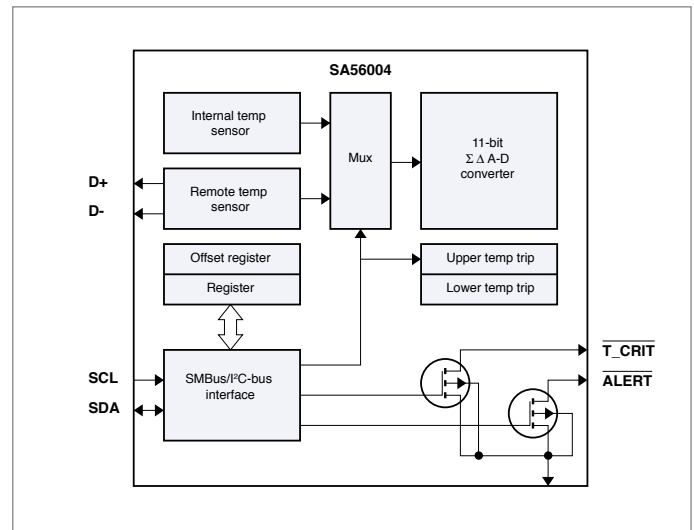 SA56004
Internal temp
sensor
Mux
11-bit
Σ Δ A-D
converter
D+
D-
Remote temp
sensor
Offset register
Register
Upper temp trip
Lower temp trip
SCL
SDA
SMBus/I²C-bus
interface
T_CRIT
ALERT